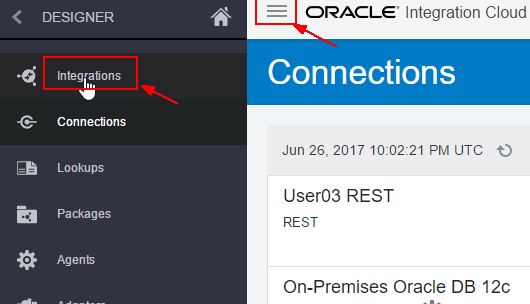 DESIGNER
Integrations
Connections
Lookups
Packages
Agents
ORACLE Integration Cloud
Connections
Jun 26, 2017 10:02:21 PM UTC
User03 REST
REST
On-Premises Oracle DB 12c